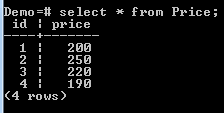 Demo=# select * from Price;
 id | price
----+-------
  1 |   200
  2 |   250
  3 |   220
  4 |   190
(4 rows)